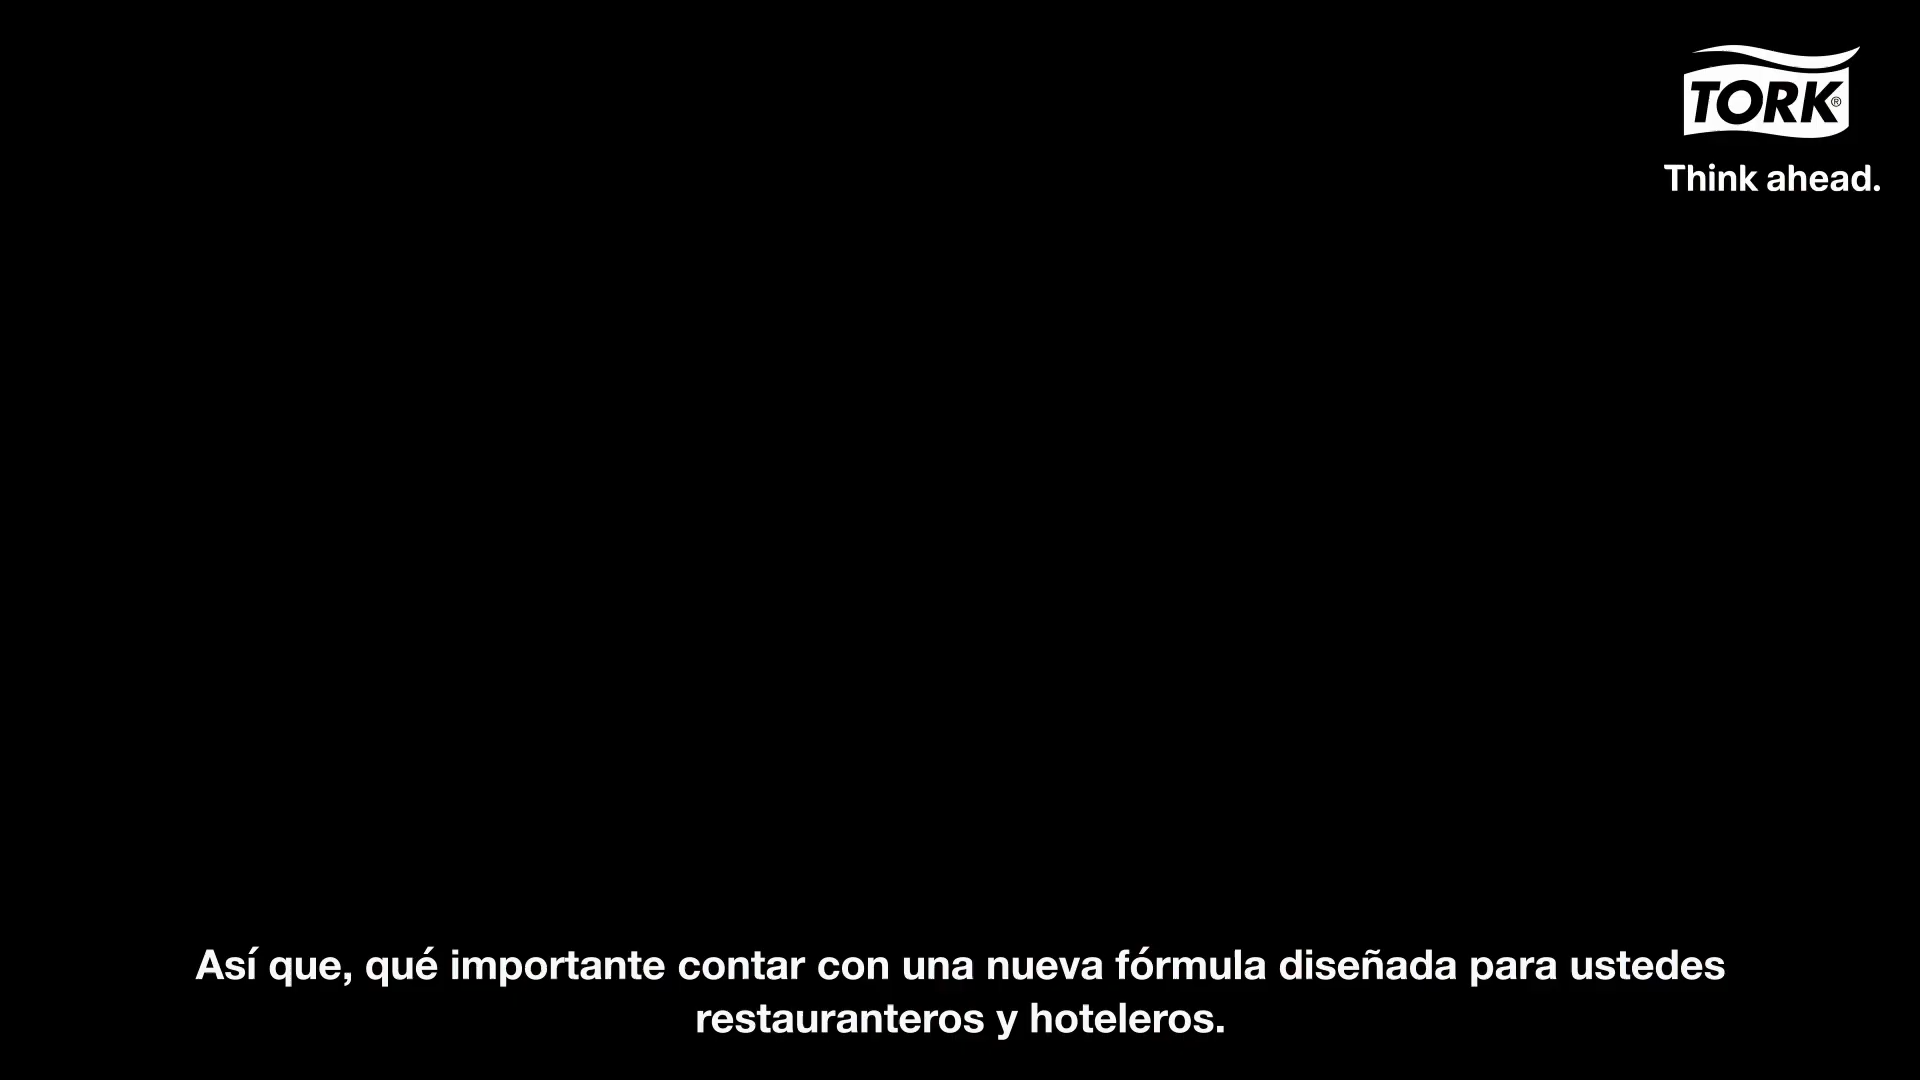 TORK®
Think ahead.
Así que, qué importante contar con una nueva fórmula diseñada para ustedes
restauranteros y hoteleros.